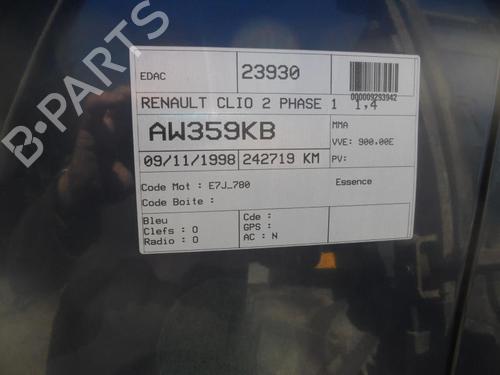 B-PARTS
EDAC 23930
000009293942
RENAULT CLIO 2 PHASE 1 1,4
AW359KB
MMA
VVE: 900,00E
09/11/1998 242719 KM PV:
Code Mot : E7J_780 Essence
Code Boite :
Bleu Cde :
Clefs : O GPS :
Radio : O AC : N